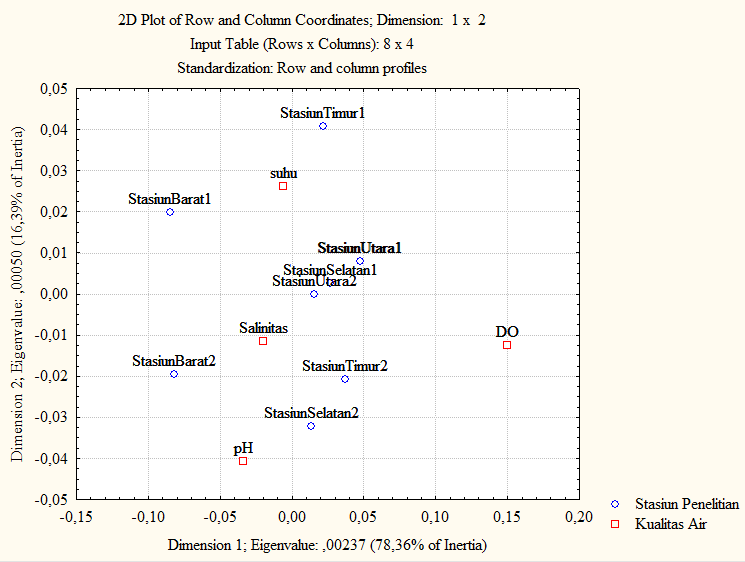 2D Plot of Row and Column Coordinates; Dimension:  1 x  2
Input Table (Rows x Columns): 8 x 4
Standardization: Row and column profiles
0,05
0,04
0,03
0,02
0,01
0,00
-0,01
-0,02
-0,03
-0,04
-0,05
Dimension 2; Eigenvalue: ,00050 (16,39% of Inertia)
StasiunTimur1
suhu
StasiunBarat1
StasiunUtara1
StasiunSelatan1
StasiunUtara2
Salinitas
DO
StasiunBarat2
StasiunTimur2
StasiunSelatan2
pH
-0,15 -0,10 -0,05 0,00 0,05 0,10 0,15 0,20
Dimension 1; Eigenvalue: ,00237 (78,36% of Inertia)
Stasiun Penelitian
Kualitas Air